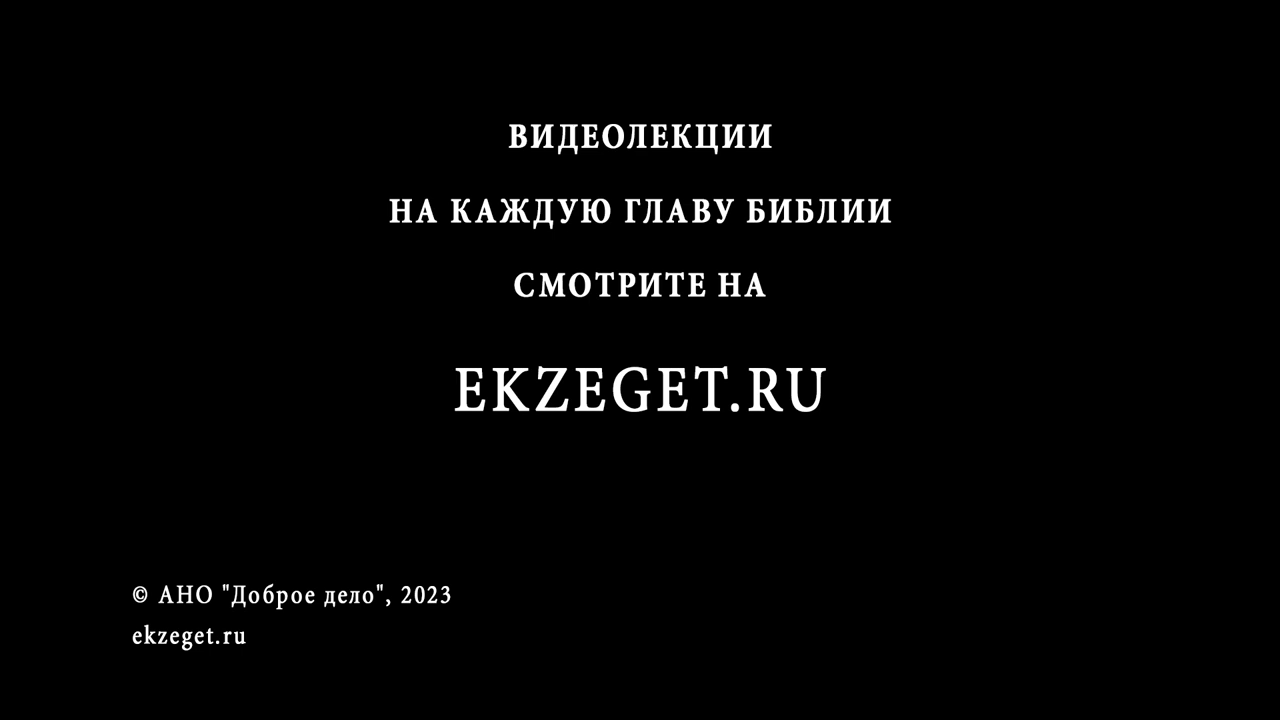 ВИДЕОЛЕКЦИИ
НА КАЖДУЮ ГЛАВУ БИБЛИИ
СМОТРИТЕ НА
EKZEGET.RU
© АНО "Доброе дело", 2023
ekzeget.ru